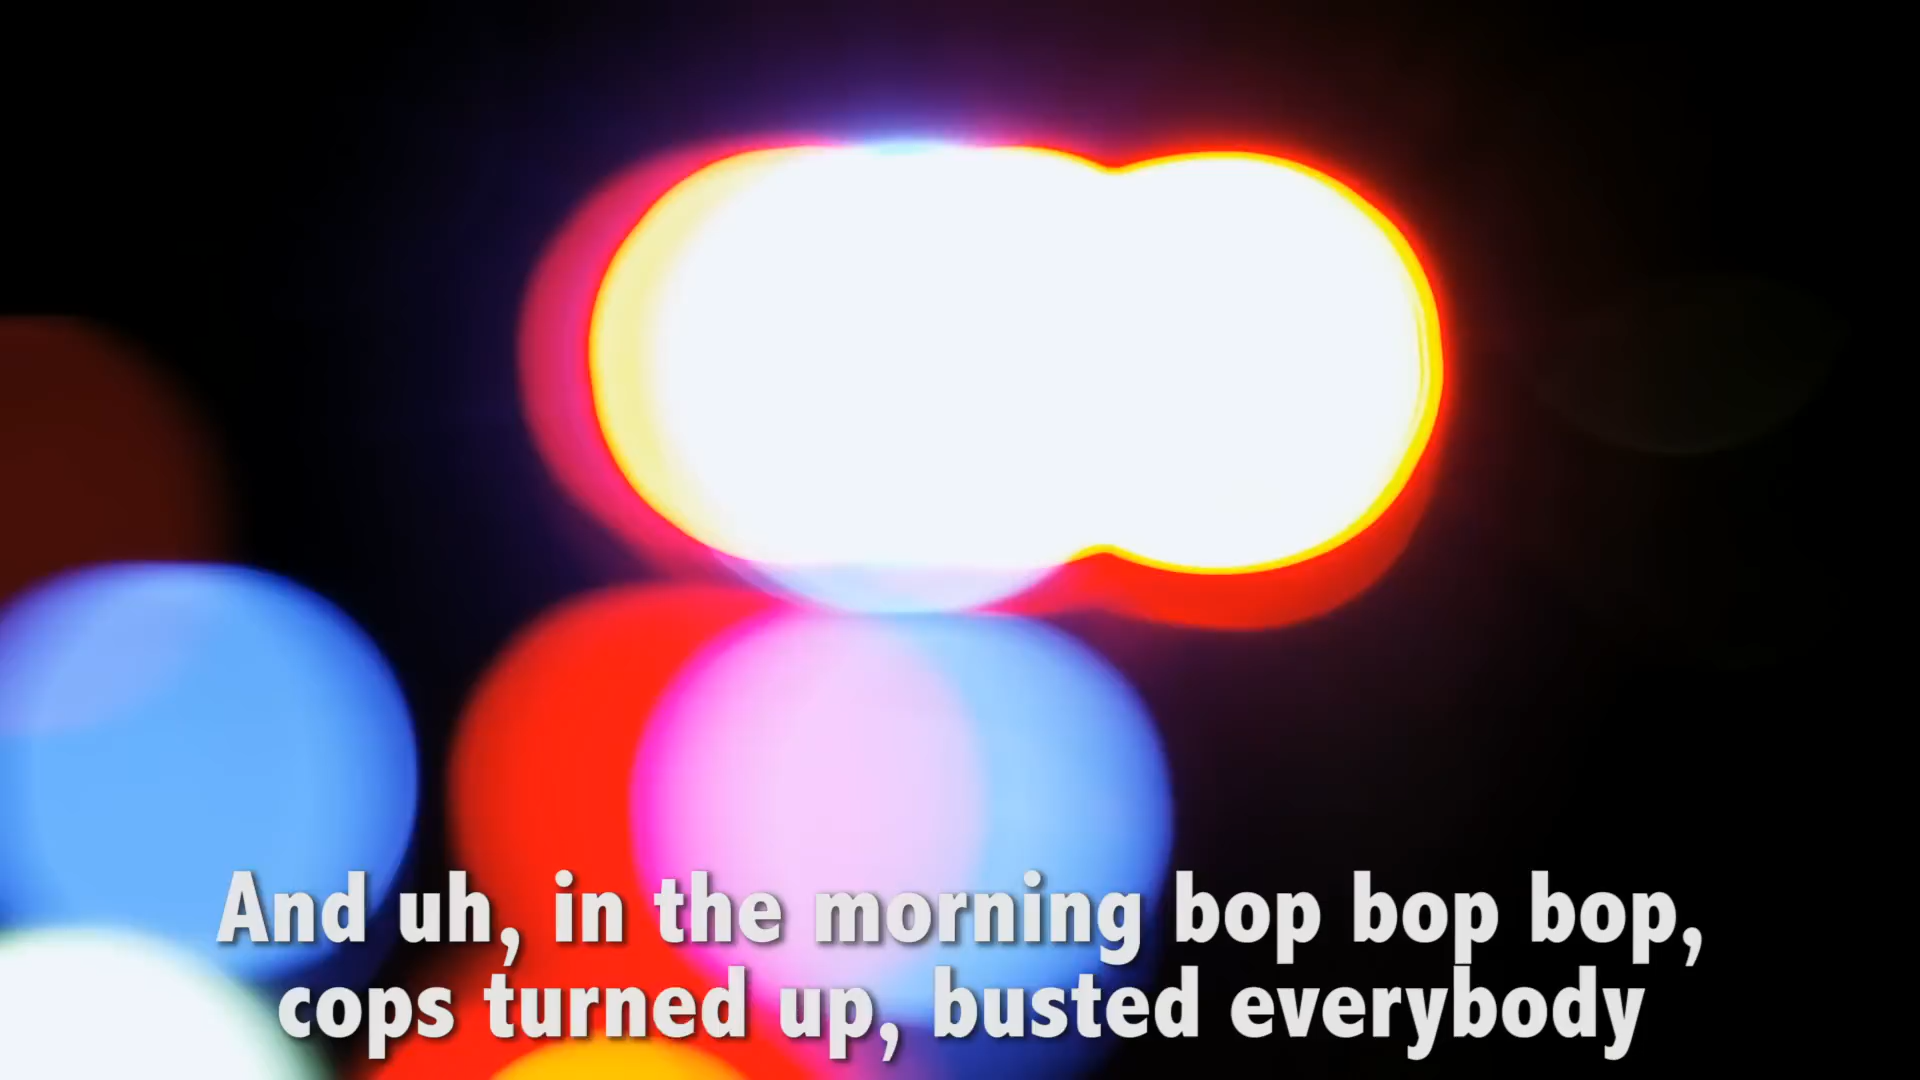 And uh, in the morning bop bop bop,
cops turned up, busted everybody